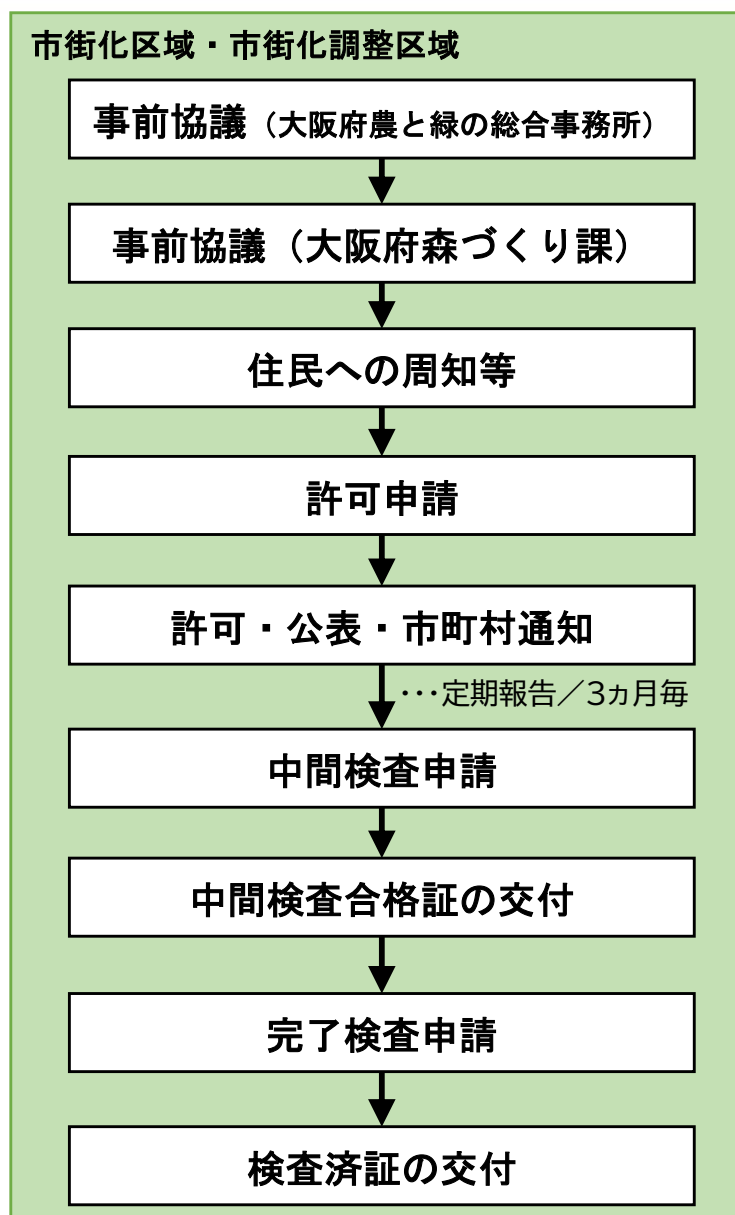 市街化区域・市街化調整区域
事前協議（大阪府農と緑の総合事務所）
事前協議（大阪府森づくり課）
住民への周知等
許可申請
許可・公表・市町村通知
･･･定期報告／3ヵ月毎
中間検査申請
中間検査合格証の交付
完了検査申請
検査済証の交付